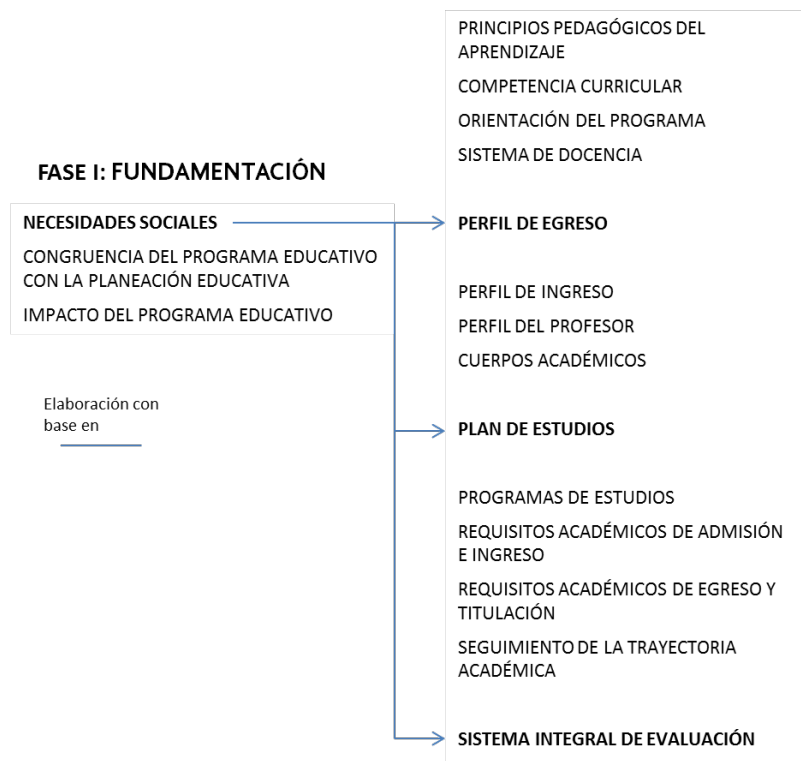 FASE I: FUNDAMENTACIÓN
NECESIDADES SOCIALES
CONGRUENCIA DEL PROGRAMA EDUCATIVO
CON LA PLANEACIÓN EDUCATIVA
IMPACTO DEL PROGRAMA EDUCATIVO
Elaboración con
base en
PRINCIPIOS PEDAGÓGICOS DEL
APRENDIZAJE
COMPETENCIA CURRICULAR
ORIENTACIÓN DEL PROGRAMA
SISTEMA DE DOCENCIA
PERFIL DE EGRESO
PERFIL DE INGRESO
PERFIL DEL PROFESOR
CUERPOS ACADÉMICOS
PLAN DE ESTUDIOS
PROGRAMAS DE ESTUDIOS
REQUISITOS ACADÉMICOS DE ADMISIÓN
E INGRESO
REQUISITOS ACADÉMICOS DE EGRESO Y
TITULACIÓN
SEGUIMIENTO DE LA TRAYECTORIA
ACADÉMICA
SISTEMA INTEGRAL DE EVALUACIÓN